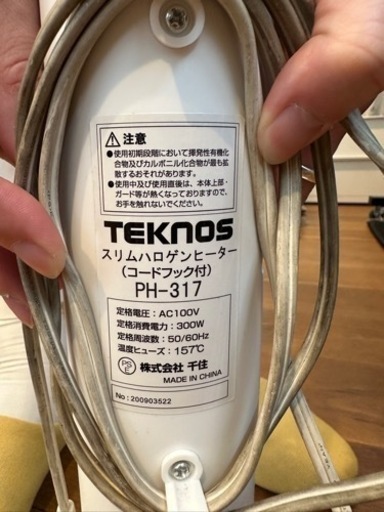 注意
●使用初期段階において揮発性有機化
合物及びカルボニル化合物が最も拡
散するおそれがあります。
●使用中及び使用直後は、本体上部・
ガード等が熱くなっておりますので、
お手を触れないでください。
TEKNOS
スリムハロゲンヒーター
(コードフック付)
PH-317
定格電圧：AC100V
定格消費電力：300W
定格周波数：50/60Hz
温度ヒューズ：157℃
PSE 株式会社 千住
MADE IN CHINA
No：200903522